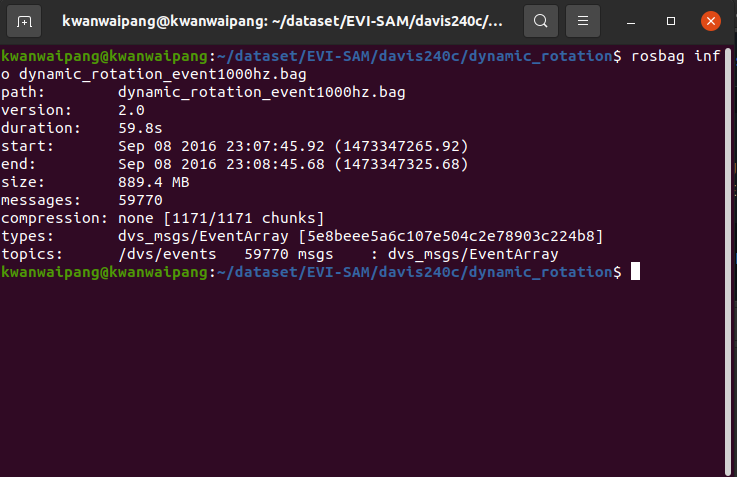 kwanwaipang@kwanwaipang: ~/dataset/EVI-SAM/davis240c/...
kwanwaipang@kwanwaipang:~/dataset/EVI-SAM/davis240c/dynamic_rotation$ rosbag inf
o dynamic_rotation_event1000hz.bag
path:        dynamic_rotation_event1000hz.bag
version:     2.0
duration:    59.8s
start:       Sep 08 2016 23:07:45.92 (1473347265.92)
end:         Sep 08 2016 23:08:45.68 (1473347325.68)
size:        889.4 MB
messages:    59770
compression: none [1171/1171 chunks]
types:       dvs_msgs/EventArray [5e8beee5a6c107e504c2e78903c224b8]
topics:      /dvs/events   59770 msgs    : dvs_msgs/EventArray
kwanwaipang@kwanwaipang:~/dataset/EVI-SAM/davis240c/dynamic_rotation$